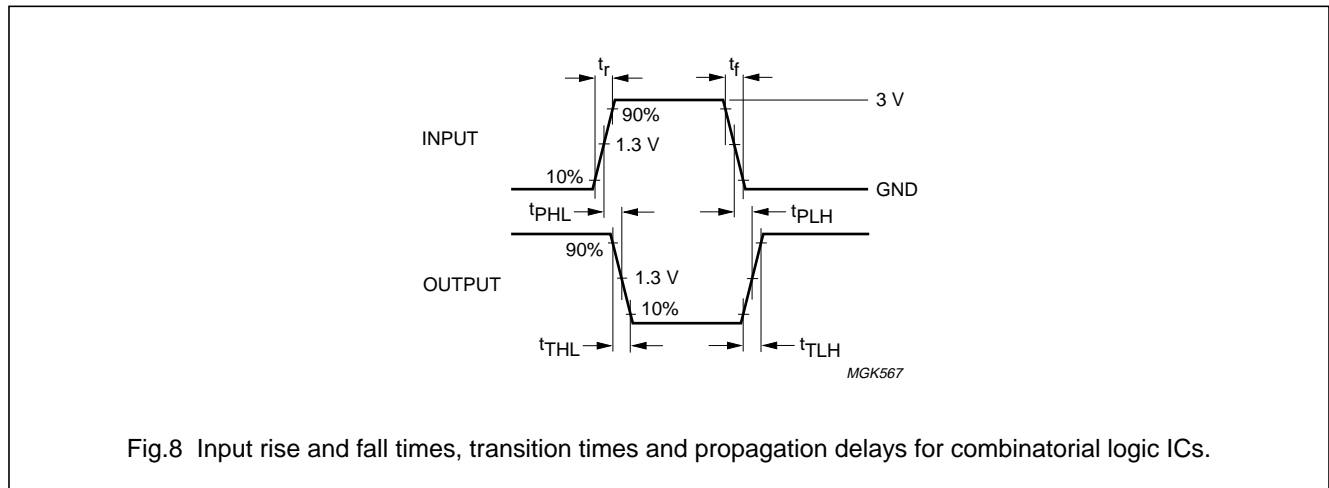 tr tf
3 V
90%
INPUT
1.3 V
10%
GND
tPHL tPLH
90%
OUTPUT
1.3 V
10%
tTHL tTLH
MGK567
Fig.8 Input rise and fall times, transition times and propagation delays for combinatorial logic ICs.